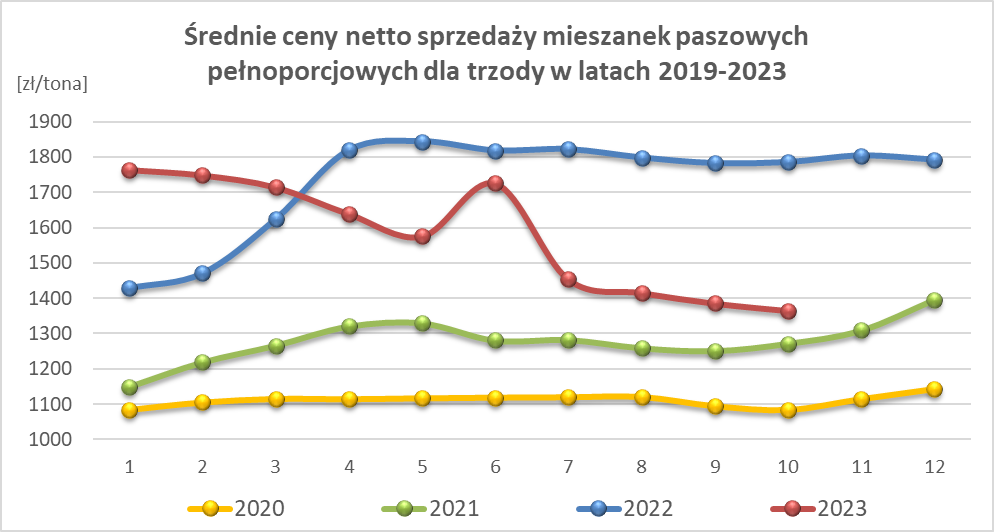 Średnie ceny netto sprzedaży mieszanek paszowych
pełnoporcjowych dla trzody w latach 2019-2023
[zł/tona]
1900
1800
1700
1600
1500
1400
1300
1200
1100
1000
1 2 3 4 5 6 7 8 9 10 11 12
2020 2021 2022 2023